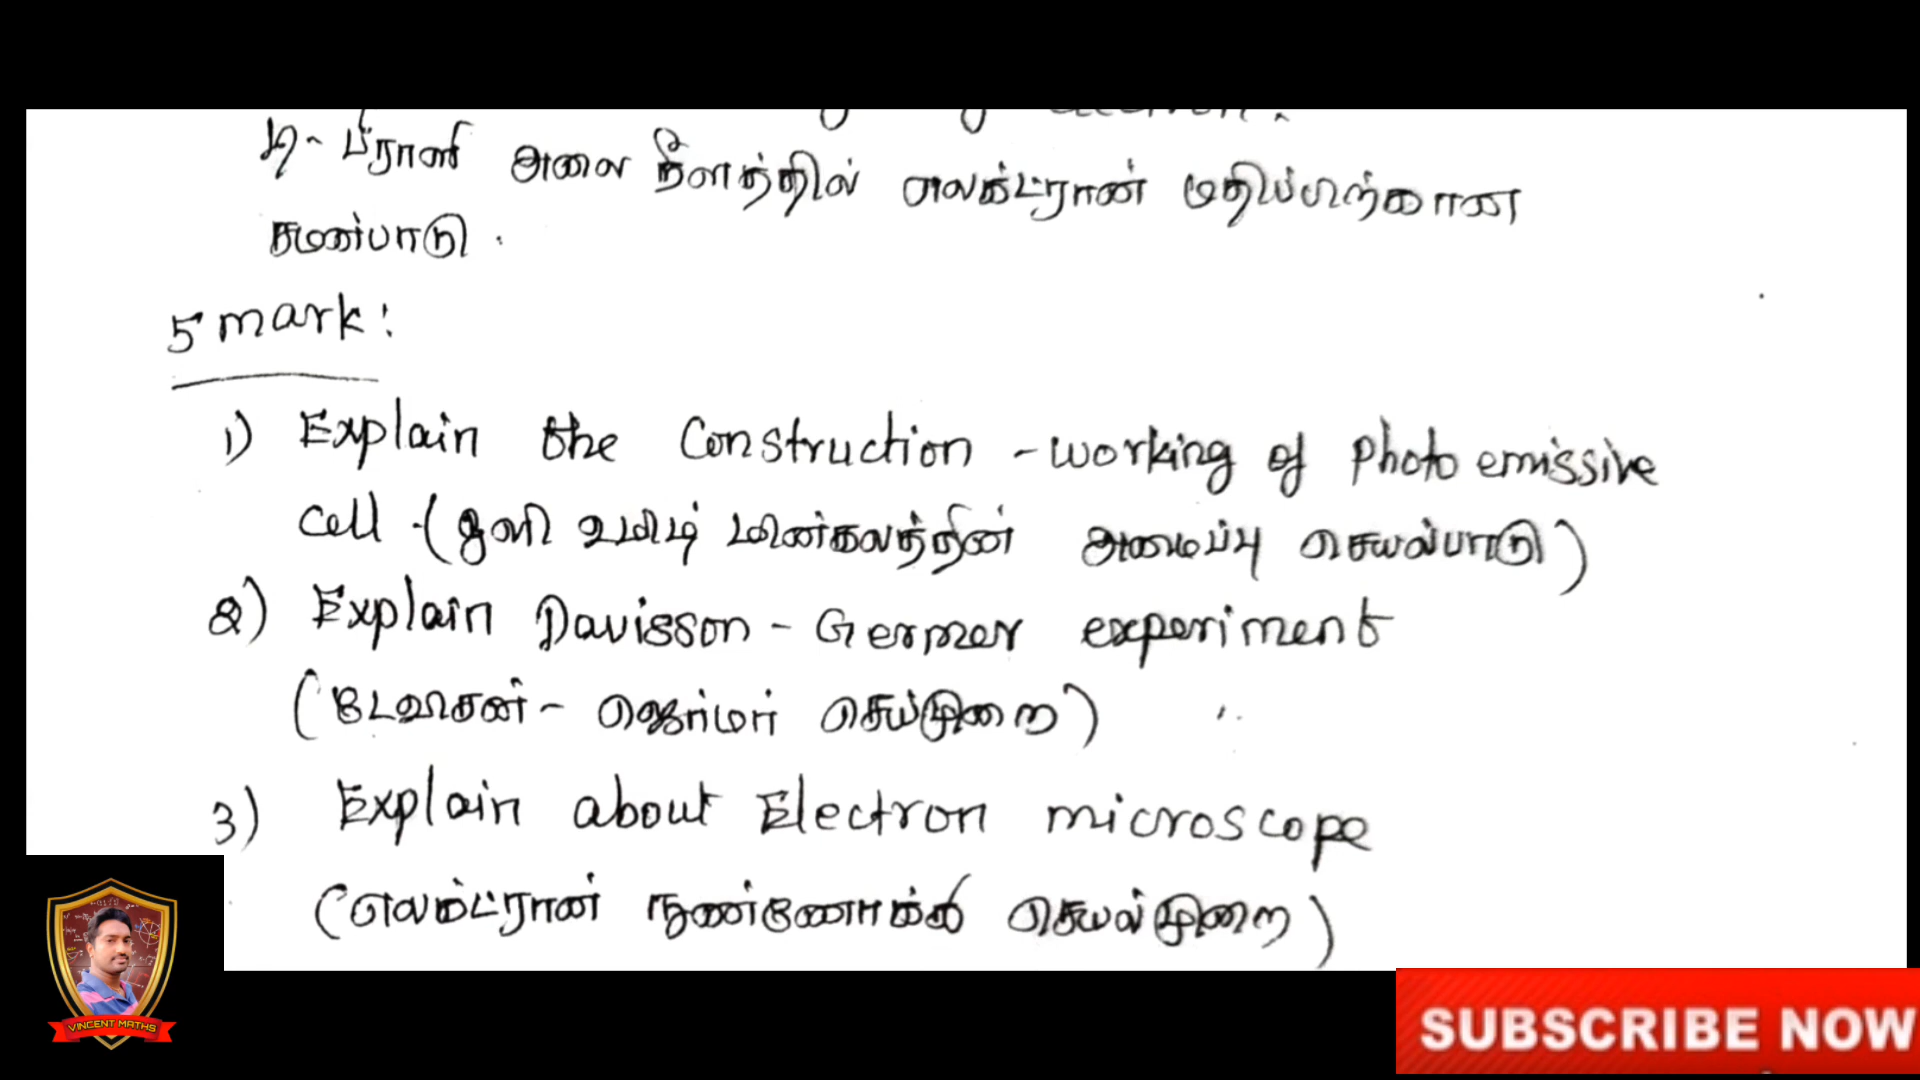 டி - பிராளி அலை நீளத்தில் எலக்ட்ரான் மதிப்பிற்கான
சமன்பாடு .
5 mark :
1) Explain the Construction - working of photo emissive
cell - ( ஒளி உமிழ் மின்கலத்தின் அமைப்பு செயல்பாடு )
2) Explain Davisson - Germer experiment
( டேவிசன் - ஜெர்மர் செய்முறை )
3) Explain about Electron microscope
( எலக்ட்ரான் நுண்ணோக்கி செயல்முறை )
VINCENT MATHS
SUBSCRIBE NOW